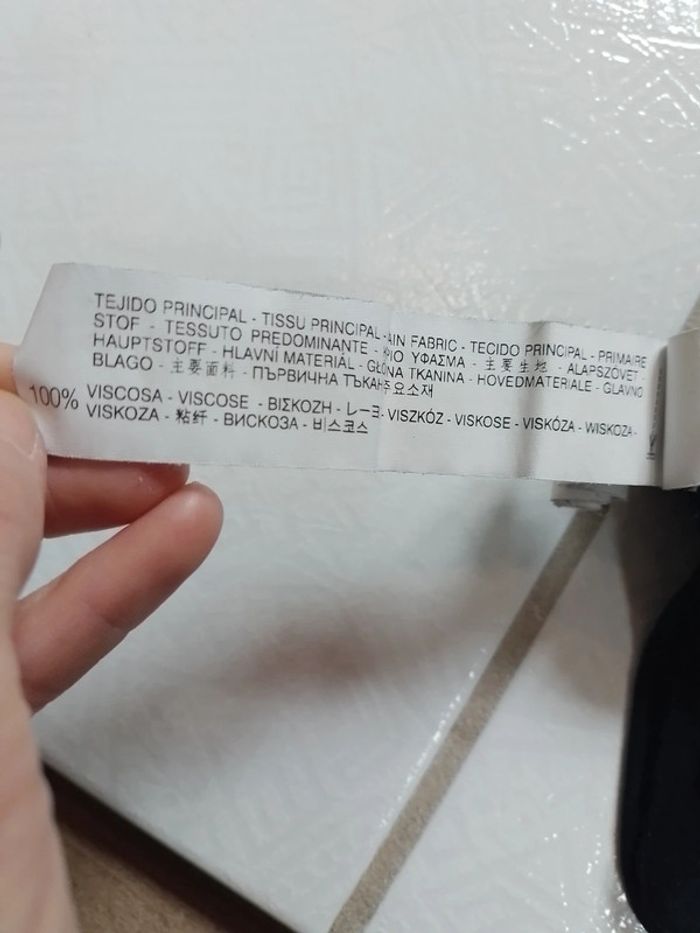 TEJIDO PRINCIPAL - TISSU PRINCIPAL - AIN FABRIC - TECIDO PRINCIPAL - PRIMAIRE
STOF - TESSUTO PREDOMINANTE - ΡΙΟ ΥΦΑΣΜΑ - 主要生地 - ALAPSZÖVET -
HAUPTSTOFF - HLAVNÍ MATERIÁL - GŁÓNA TKANINA - HOVEDMATERIALE - GLAVNO
BLAGO - 主要面料 - ПЪРВИЧНА ТЪКАН 주요소재
100% VISCOSA - VISCOSE - ΒΙΣΚΟΖΗ - レーヨ - VISZKÓZ - VISKOSE - VISKÓZA - WISKOZA -
VISKOZA - 粘纤 - ВИСКОЗА - 비스코스